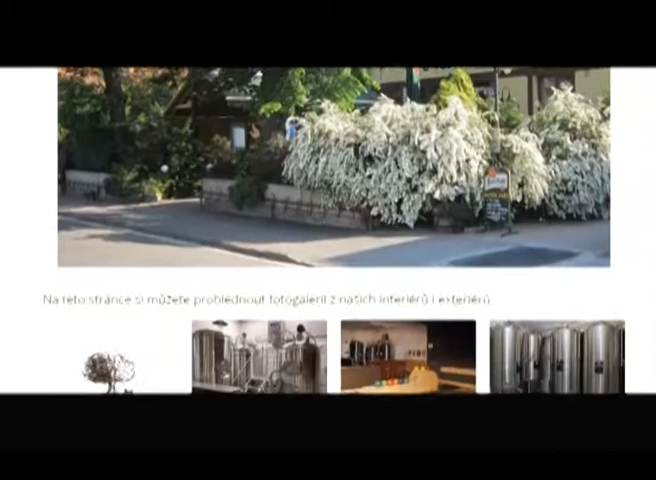 Na této stránce si můžete prohlédnout fotogalerii z našich interiérů i exteriérů